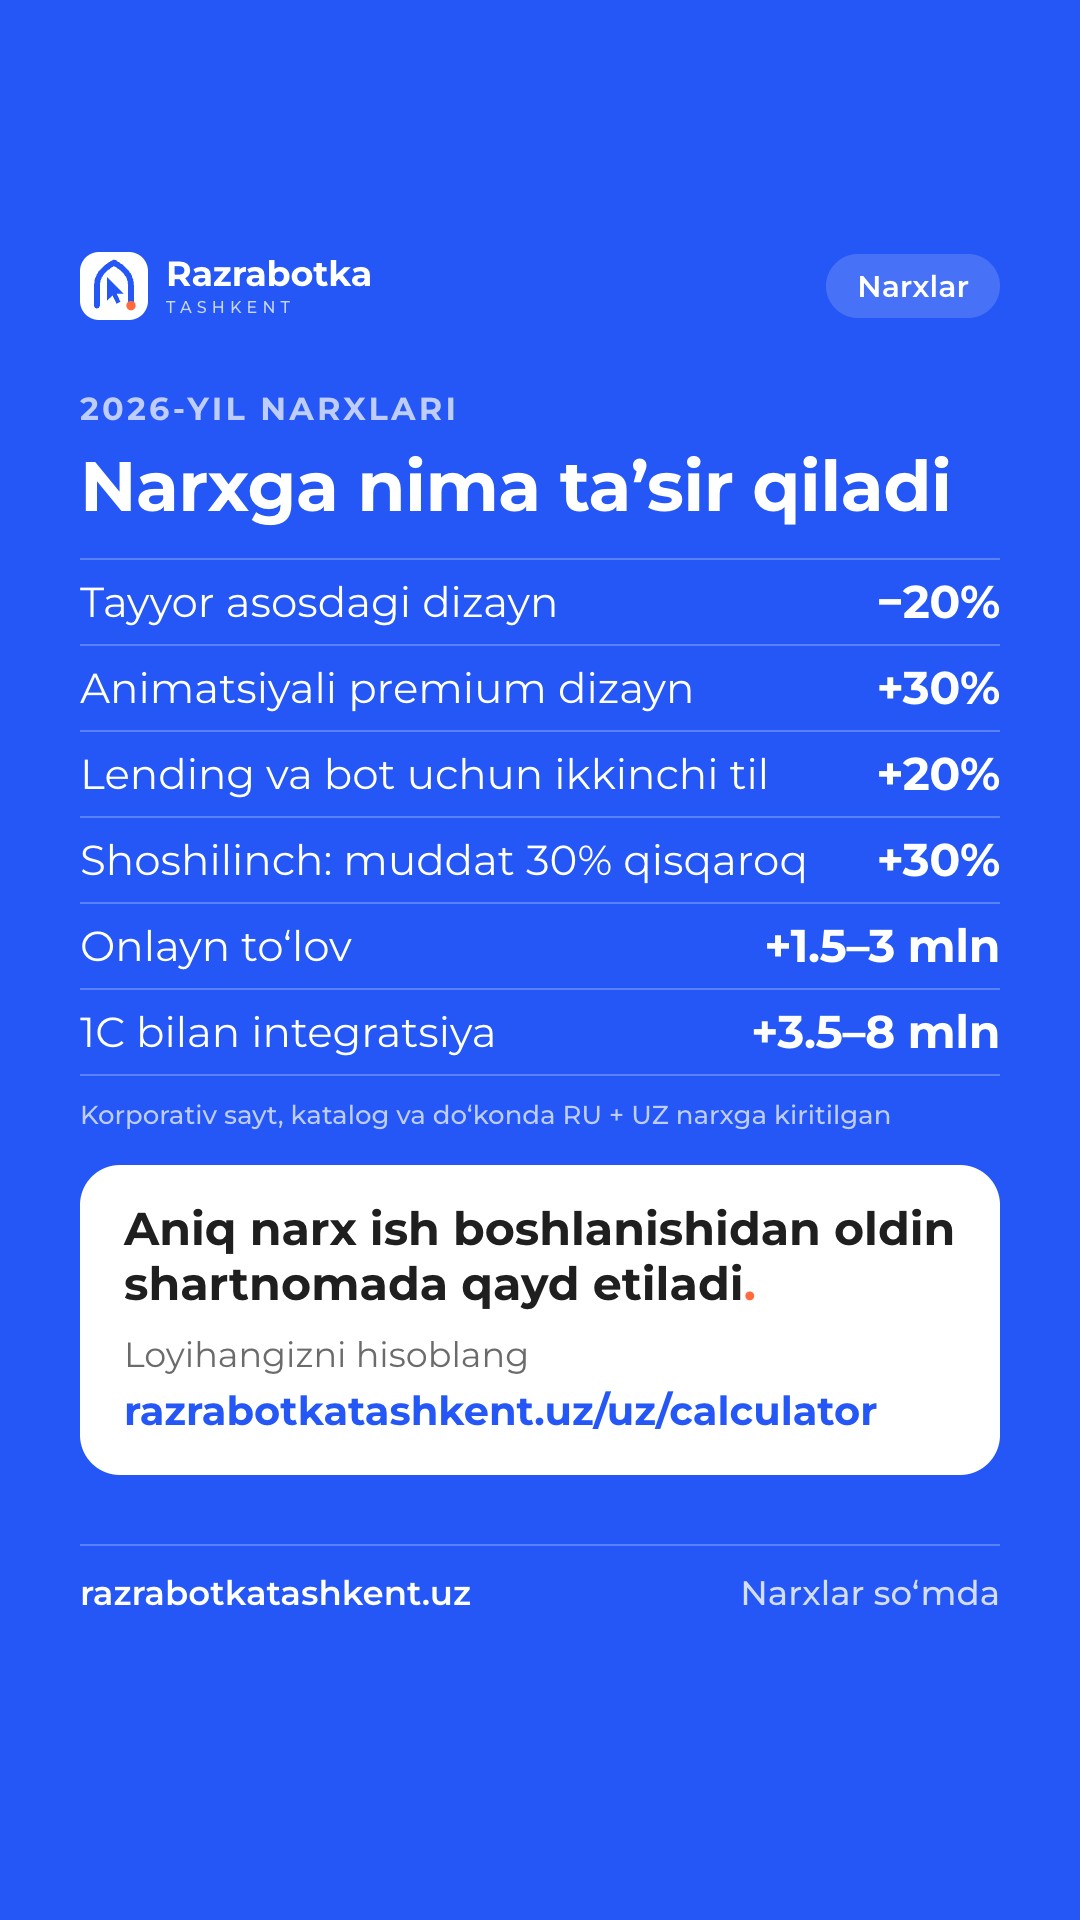 Razrabotka
TASHKENT
Narxlar
2026-YIL NARXLARI
Narxga nima ta’sir qiladi
Tayyor asosdagi dizayn −20%
Animatsiyali premium dizayn +30%
Lending va bot uchun ikkinchi til +20%
Shoshilinch: muddat 30% qisqaroq +30%
Onlayn to‘lov +1.5–3 mln
1C bilan integratsiya +3.5–8 mln
Korporativ sayt, katalog va do‘konda RU + UZ narxga kiritilgan
Aniq narx ish boshlanishidan oldin
shartnomada qayd etiladi.
Loyihangizni hisoblang
razrabotkatashkent.uz/uz/calculator
razrabotkatashkent.uz Narxlar so‘mda